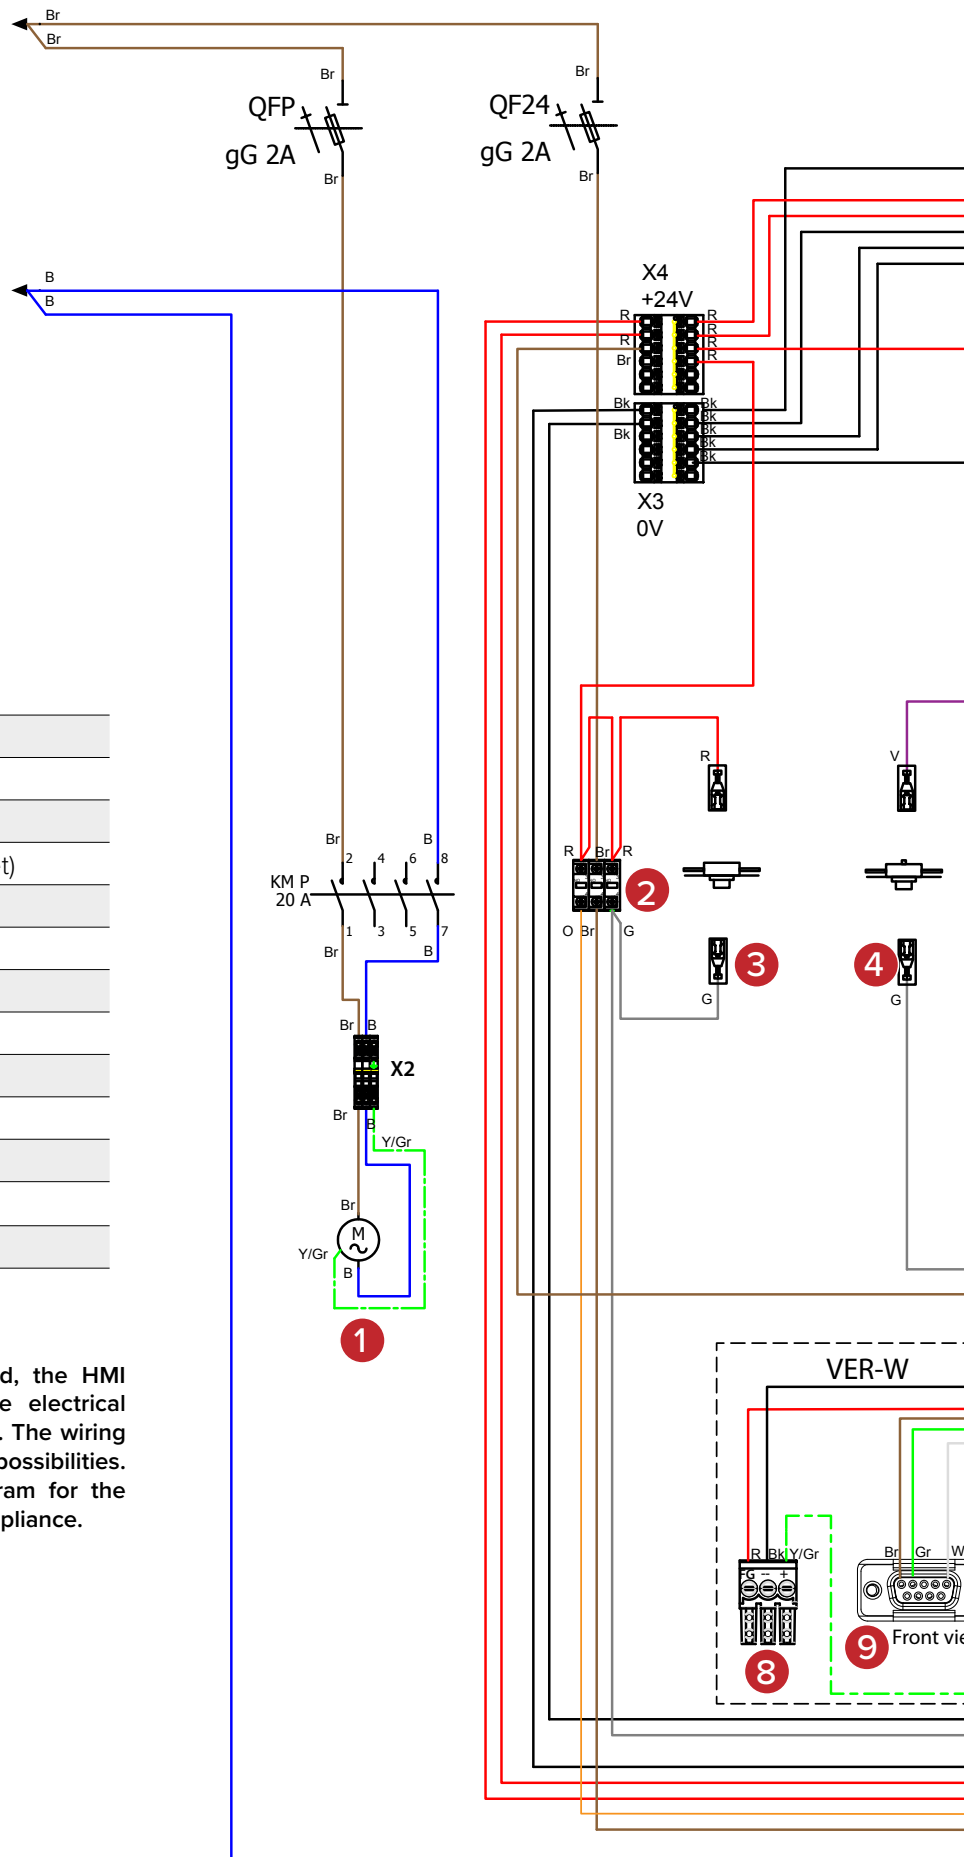 Br
Br
Br
Br
QFP
QF24
gG 2A
gG 2A
Br
Br
B
B
X4
+24V
R
R
R
R
R
Br
R
Bk
Bk
Bk
Bk
Bk
Bk
Bk
X3
0V
R
V
t)
Br
2
4
6
B
8
R
Br
R
KM P
20 A
2
1
3
5
7
O
Br
G
Br
B
3
4
G
G
Br
B
X2
Br
B
Y/Gr
Br
M
Y/Gr
B
1
d, the HMI
e electrical
. The wiring
possibilities.
ram for the
pliance.
VER-W
R
Bk
Y/Gr
Br
Gr
W
FG
--
+
8
9
Front vie